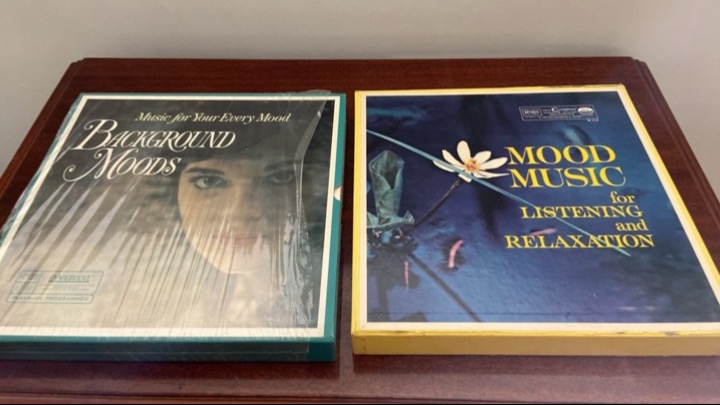 Music for Your Every Mood
BACKGROUND
MOODS
MOOD
MUSIC
for
LISTENING
and
RELAXATION